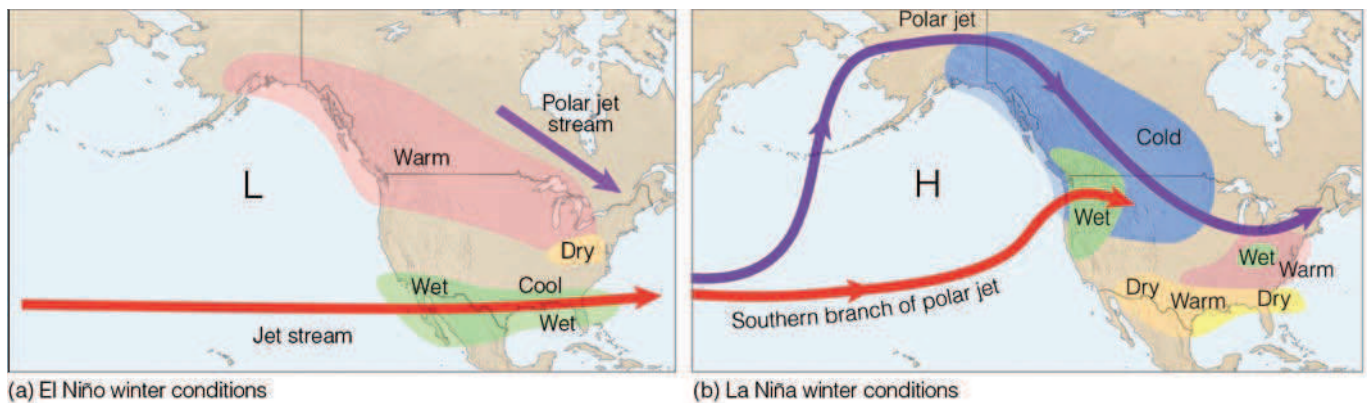 Polar jet
stream
Warm
L
Dry
Wet
Cool
Wet
Jet stream
(a) El Niño winter conditions
Polar jet
Cold
H
Wet
Wet
Warm
Dry
Warm
Dry
Southern branch of polar jet
(b) La Niña winter conditions